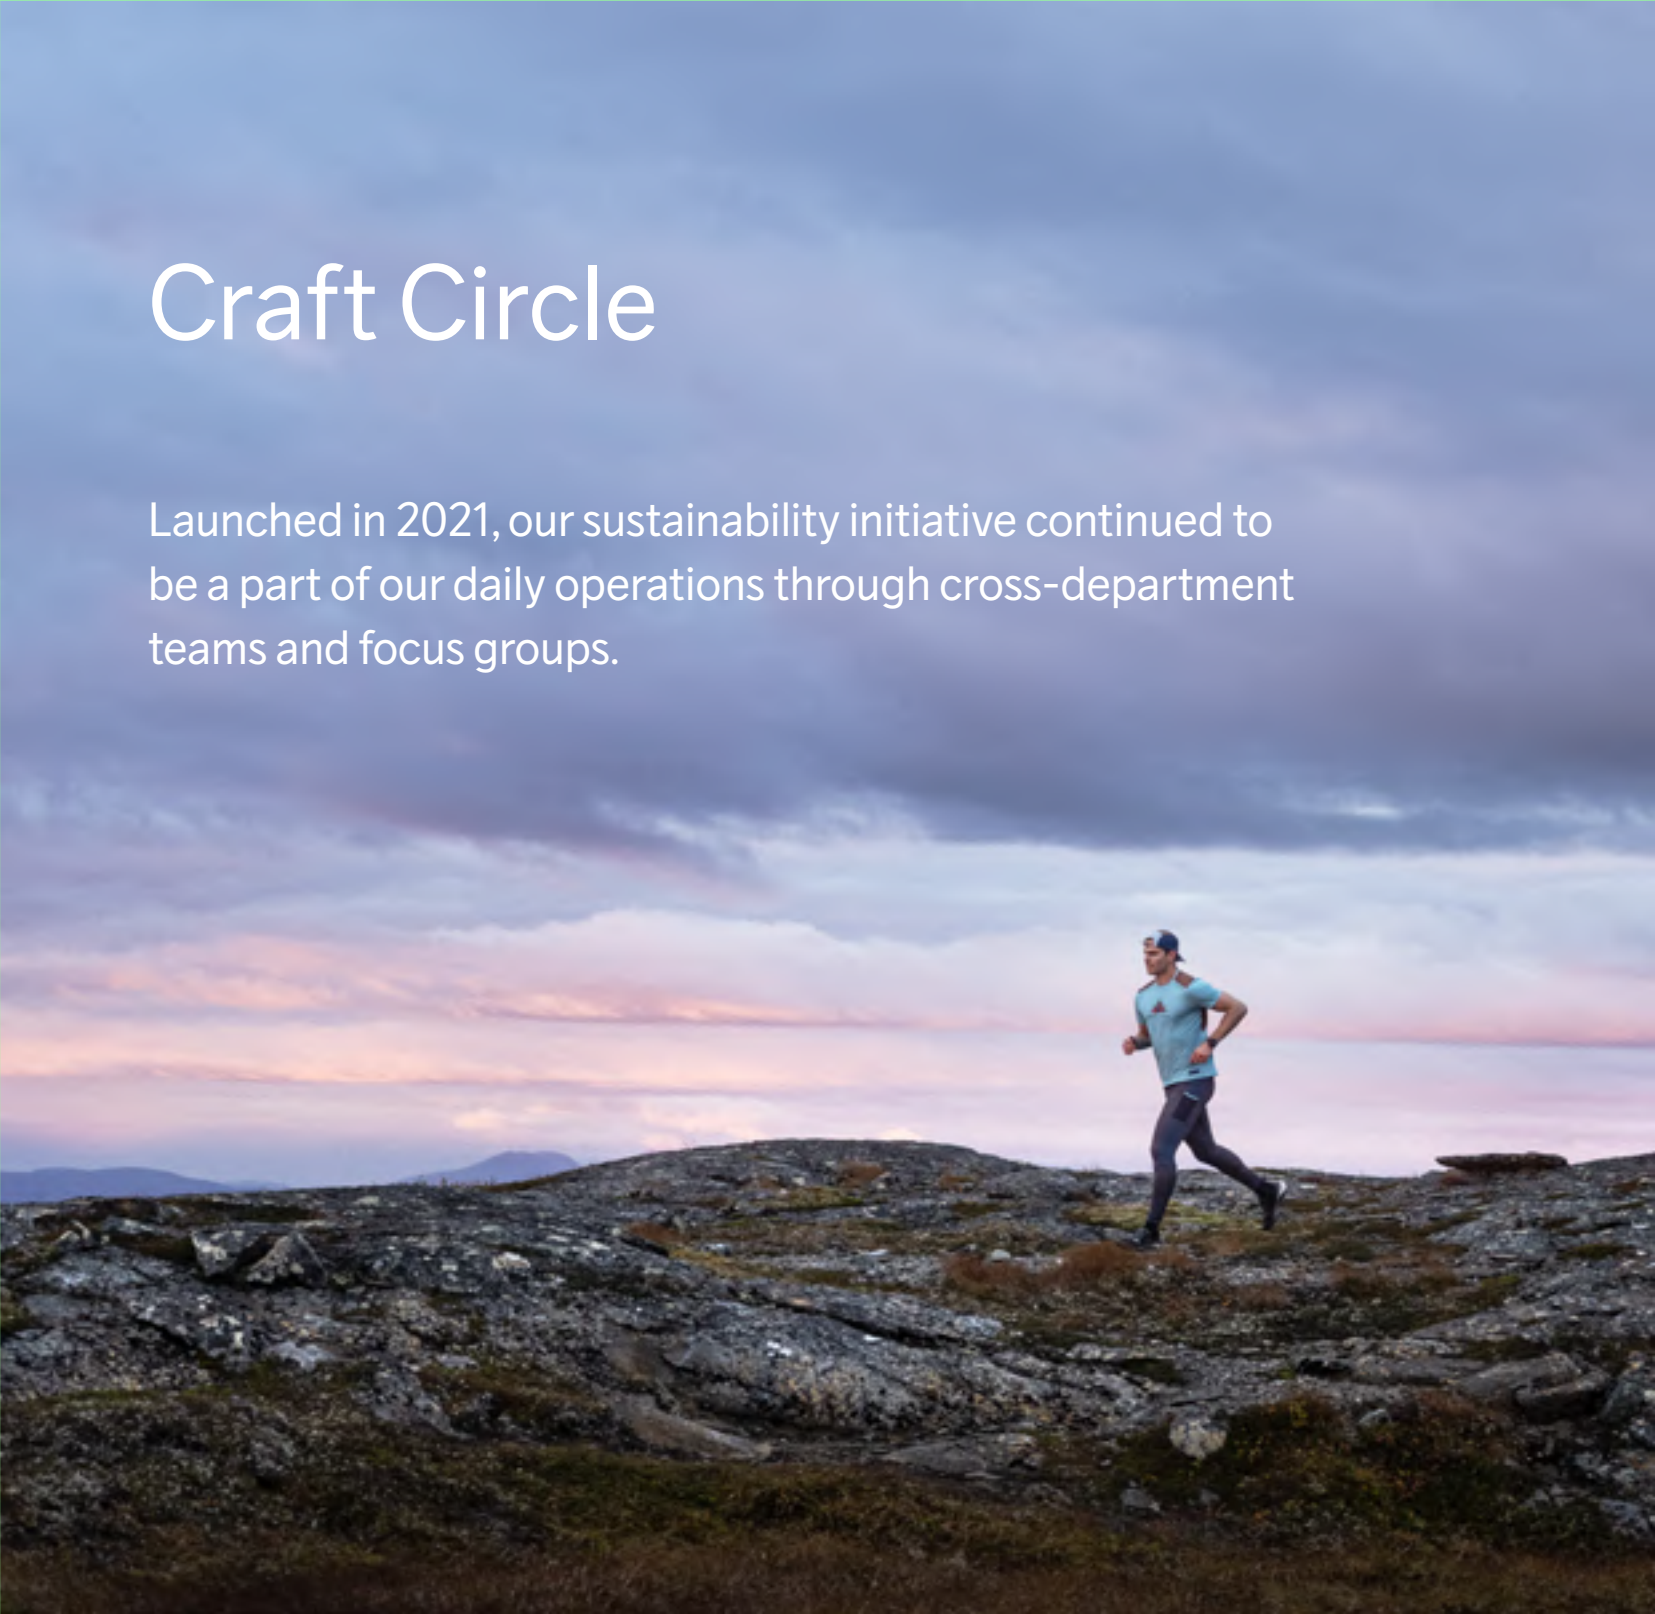 Craft Circle
Launched in 2021, our sustainability initiative continued to
be a part of our daily operations through cross-department
teams and focus groups.